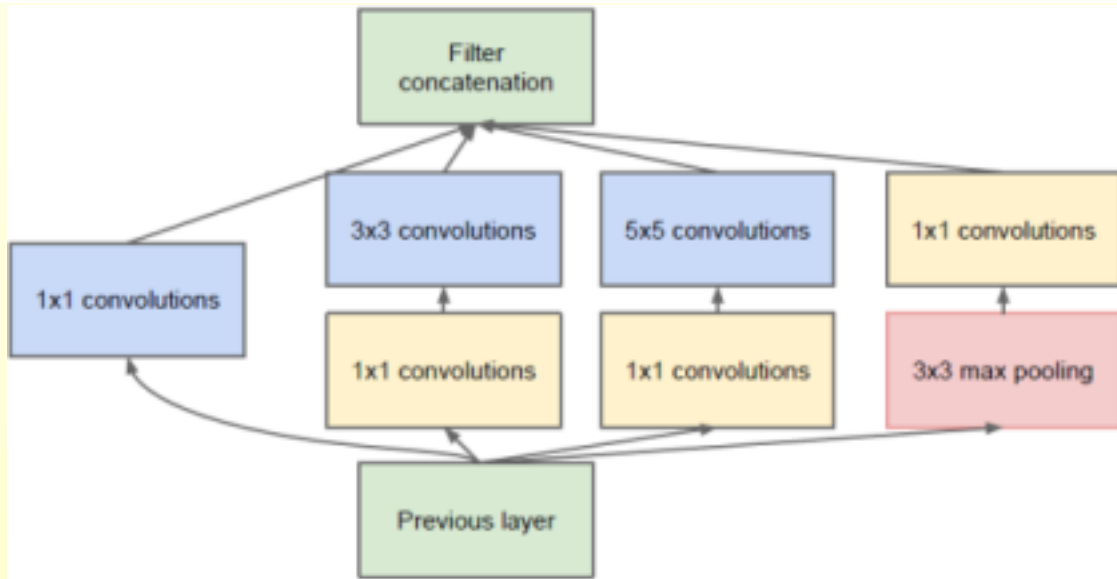 Filter
concatenation
3x3 convolutions
5x5 convolutions
1x1 convolutions
1x1 convolutions
1x1 convolutions
1x1 convolutions
3x3 max pooling
Previous layer